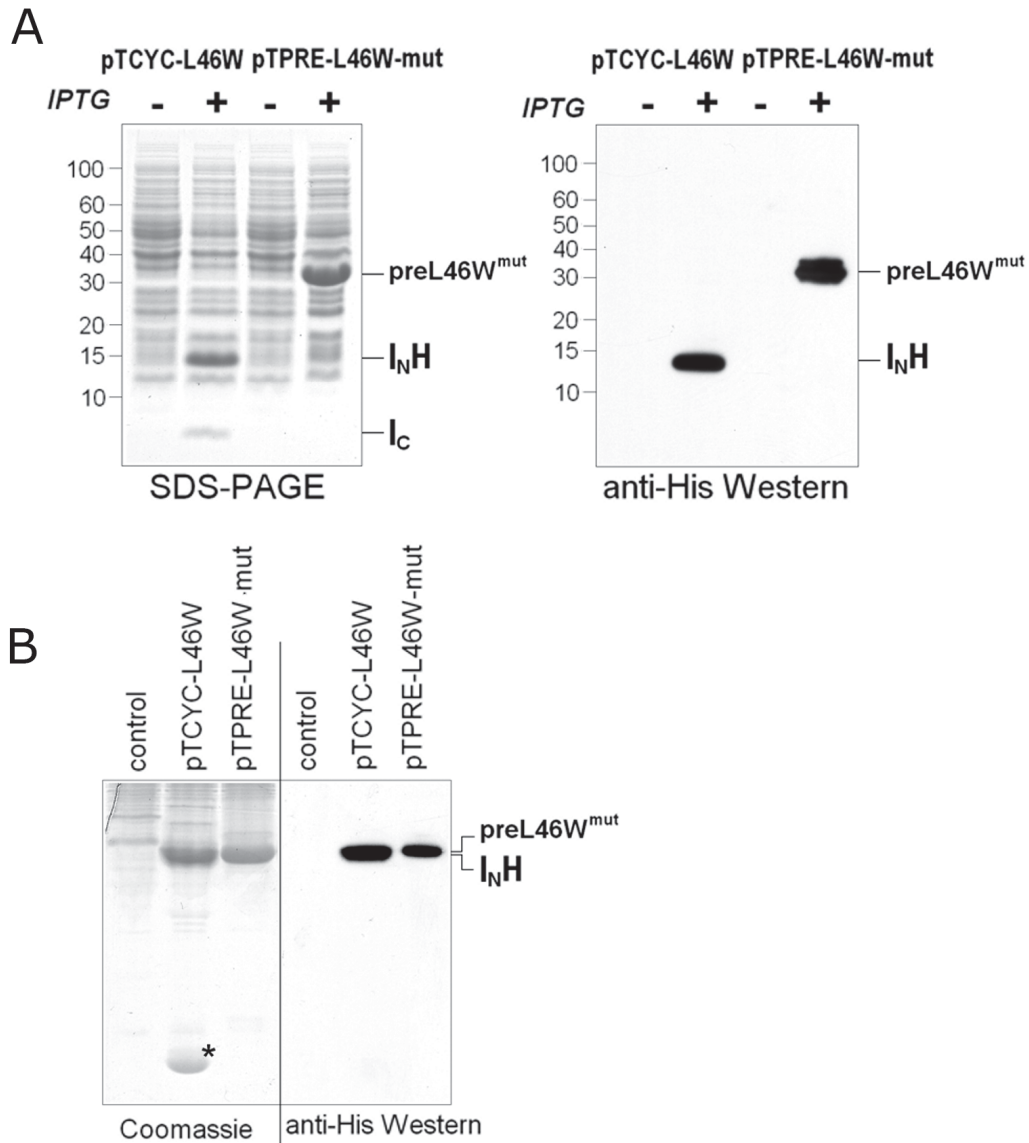 A
pTCYC-L46W pTPRE-L46W-mut
IPTG - + - +
100
60
50
40
30
20
15
10
preL46Wmut
INH
IC
SDS-PAGE
pTCYC-L46W pTPRE-L46W-mut
IPTG - + - +
100
60
50
40
30
20
15
10
preL46Wmut
INH
anti-His Western
B
control
pTCYC-L46W
pTPRE-L46W-mut
control
pTCYC-L46W
pTPRE-L46W-mut
preL46Wmut
INH
*
Coomassie
anti-His Western